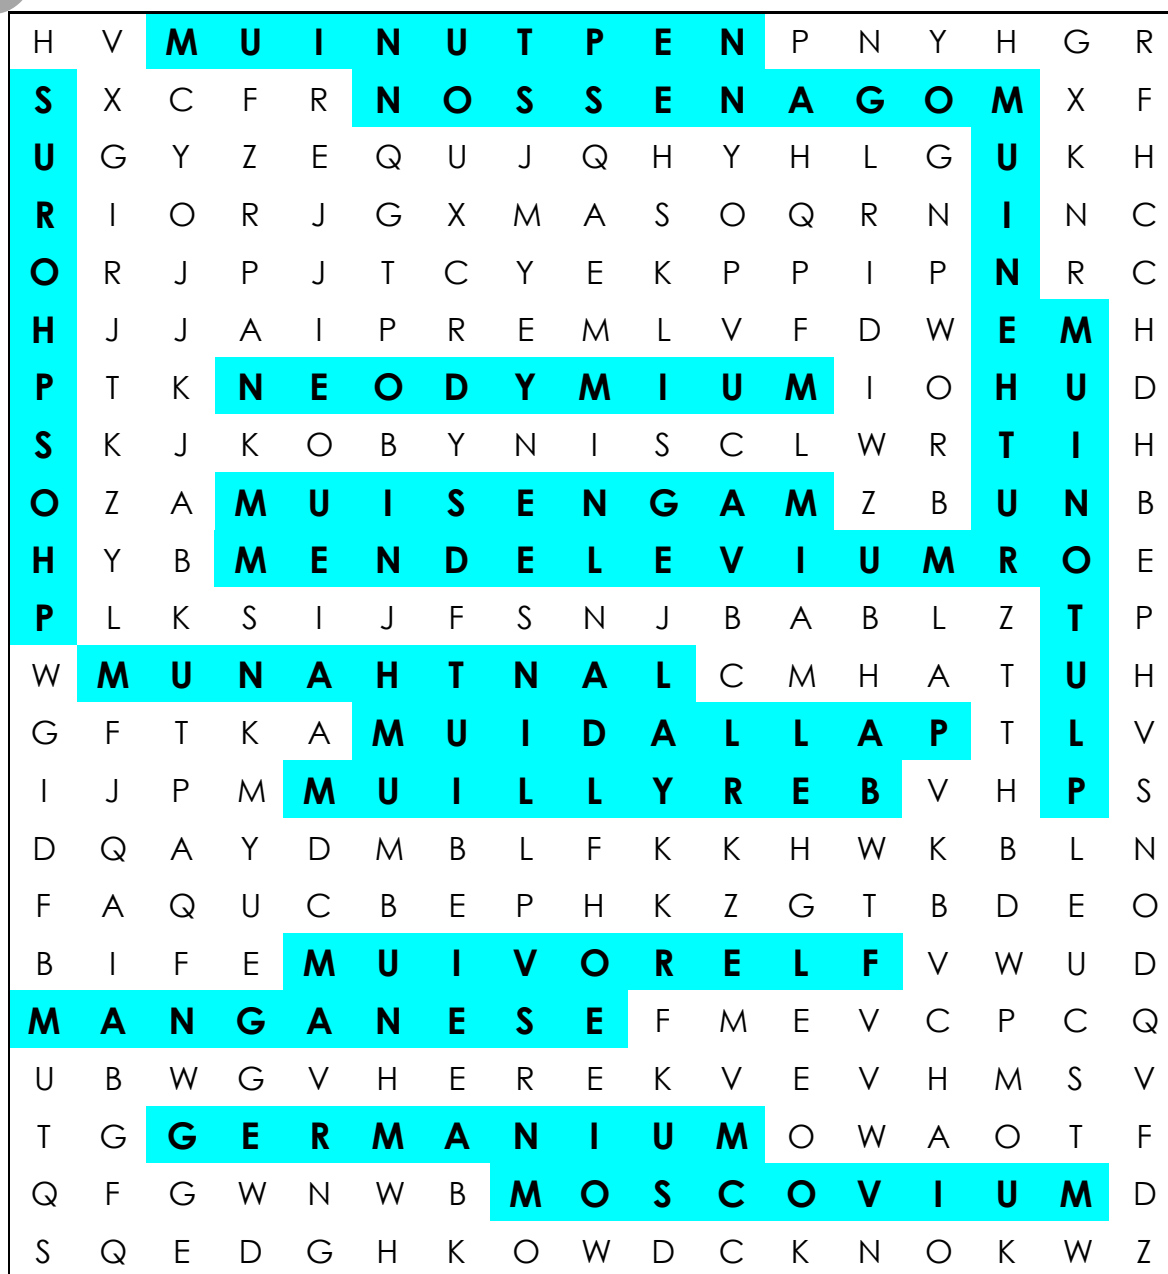 H V M U I N U T P E N P N Y H G R
S X C F R N O S S E N A G O M X F
U G Y Z E Q U J Q H Y H L G U K H
R I O R J G X M A S O Q R N I N C
O R J P J T C Y E K P P I P N R C
H J J A I P R E M L V F D W E M H
P T K N E O D Y M I U M I O H U D
S K J K O B Y N I S C L W R T I H
O Z A M U I S E N G A M Z B U N B
H Y B M E N D E L E V I U M R O E
P L K S I J F S N J B A B L Z T P
W M U N A H T N A L C M H A T U H
G F T K A M U I D A L L A P T L V
I J P M M U I L L Y R E B V H P S
D Q A Y D M B L F K K H W K B L N
F A Q U C B E P H K Z G T B D E O
B I F E M U I V O R E L F V W U D
M A N G A N E S E F M E V C P C Q
U B W G V H E R E K V E V H M S V
T G G E R M A N I U M O W A O T F
Q F G W N W B M O S C O V I U M D
S Q E D G H K O W D C K N O K W Z